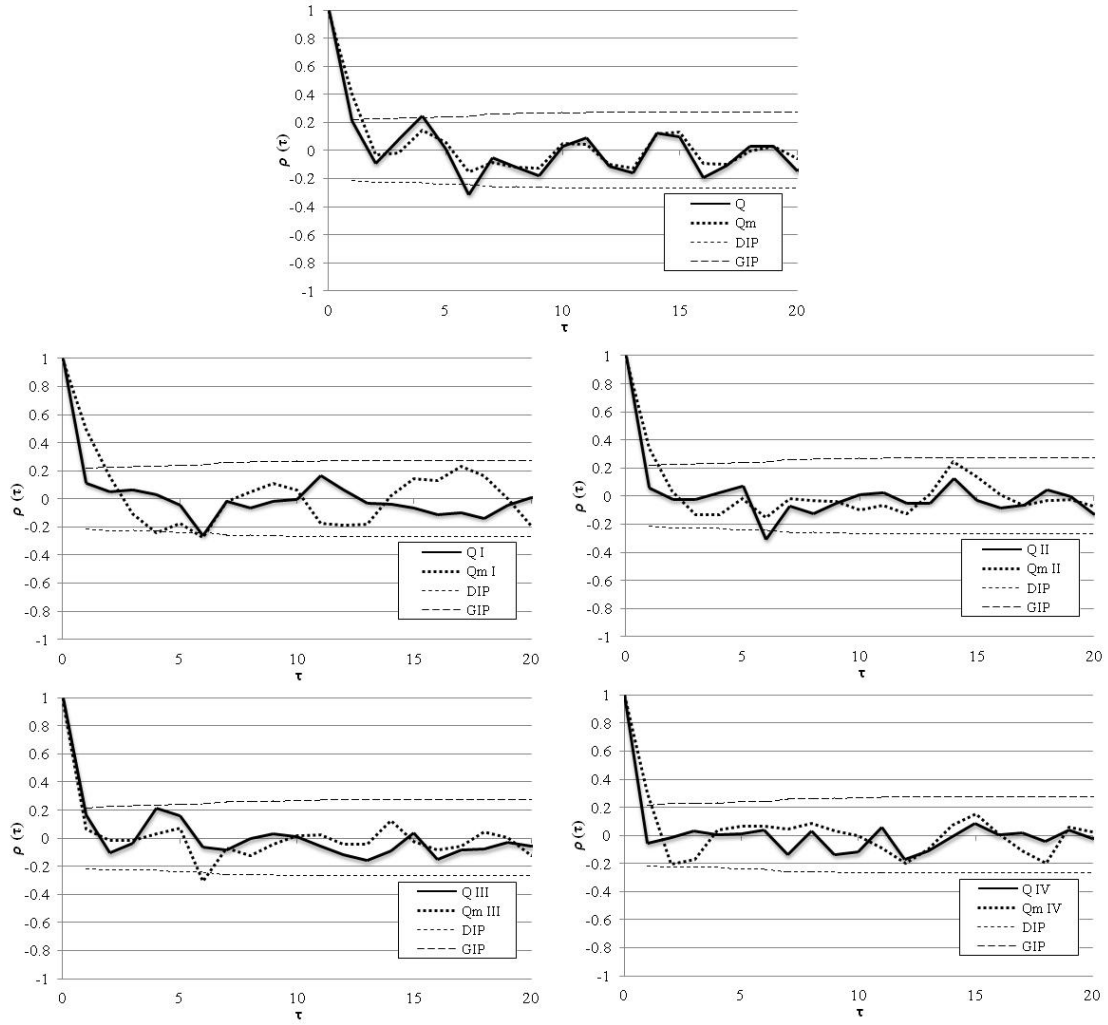 1
0.8
0.6
0.4
0.2
0
-0.2
-0.4
-0.6
-0.8
-1
ρ (τ)
Q
Qm
DIP
GIP
0 5 10 15 20
τ
1
0.8
0.6
0.4
0.2
0
-0.2
-0.4
-0.6
-0.8
-1
ρ (τ)
Q I
Qm I
DIP
GIP
0 5 10 15 20
τ
1
0.8
0.6
0.4
0.2
0
-0.2
-0.4
-0.6
-0.8
-1
ρ (τ)
Q II
Qm II
DIP
GIP
0 5 10 15 20
τ
1
0.8
0.6
0.4
0.2
0
-0.2
-0.4
-0.6
-0.8
-1
ρ (τ)
Q III
Qm III
DIP
GIP
0 5 10 15 20
τ
1
0.8
0.6
0.4
0.2
0
-0.2
-0.4
-0.6
-0.8
-1
ρ (τ)
Q IV
Qm IV
DIP
GIP
0 5 10 15 20
τ